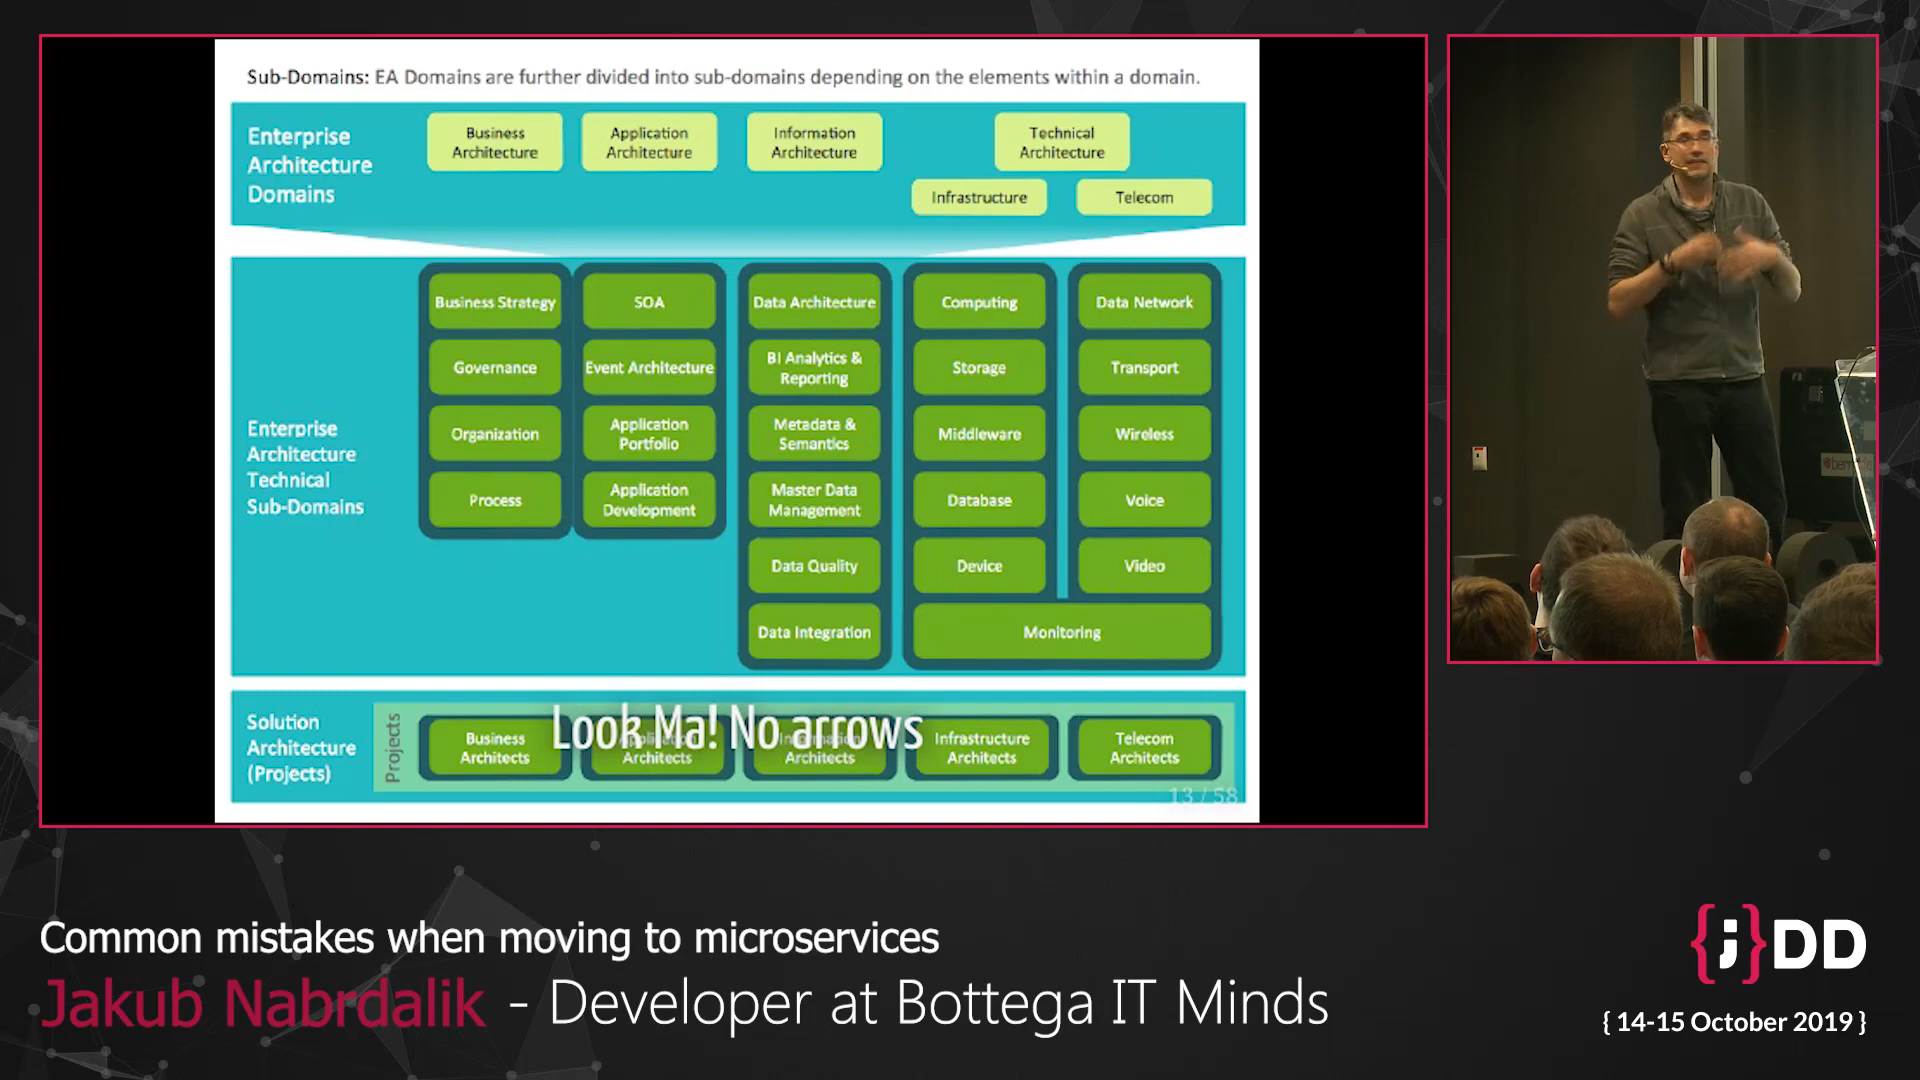 Sub-Domains: EA Domains are further divided into sub-domains depending on the elements within a domain.
Enterprise
Architecture
Domains
Business
Architecture
Application
Architecture
Information
Architecture
Technical
Architecture
Infrastructure
Telecom
Enterprise
Architecture
Technical
Sub-Domains
Business Strategy
Governance
Organization
Process
SOA
Event Architecture
Application
Portfolio
Application
Development
Data Architecture
BI Analytics &
Reporting
Metadata &
Semantics
Master Data
Management
Data Quality
Data Integration
Computing
Storage
Middleware
Database
Device
Data Network
Transport
Wireless
Voice
Video
Monitoring
Solution
Architecture
(Projects)
Projects
Business
Architects
Application
Architects
Information
Architects
Infrastructure
Architects
Telecom
Architects
Look Ma! No arrows
13 / 58
Common mistakes when moving to microservices
Jakub Nabrdalik - Developer at Bottega IT Minds
{;}DD
{ 14-15 October 2019 }